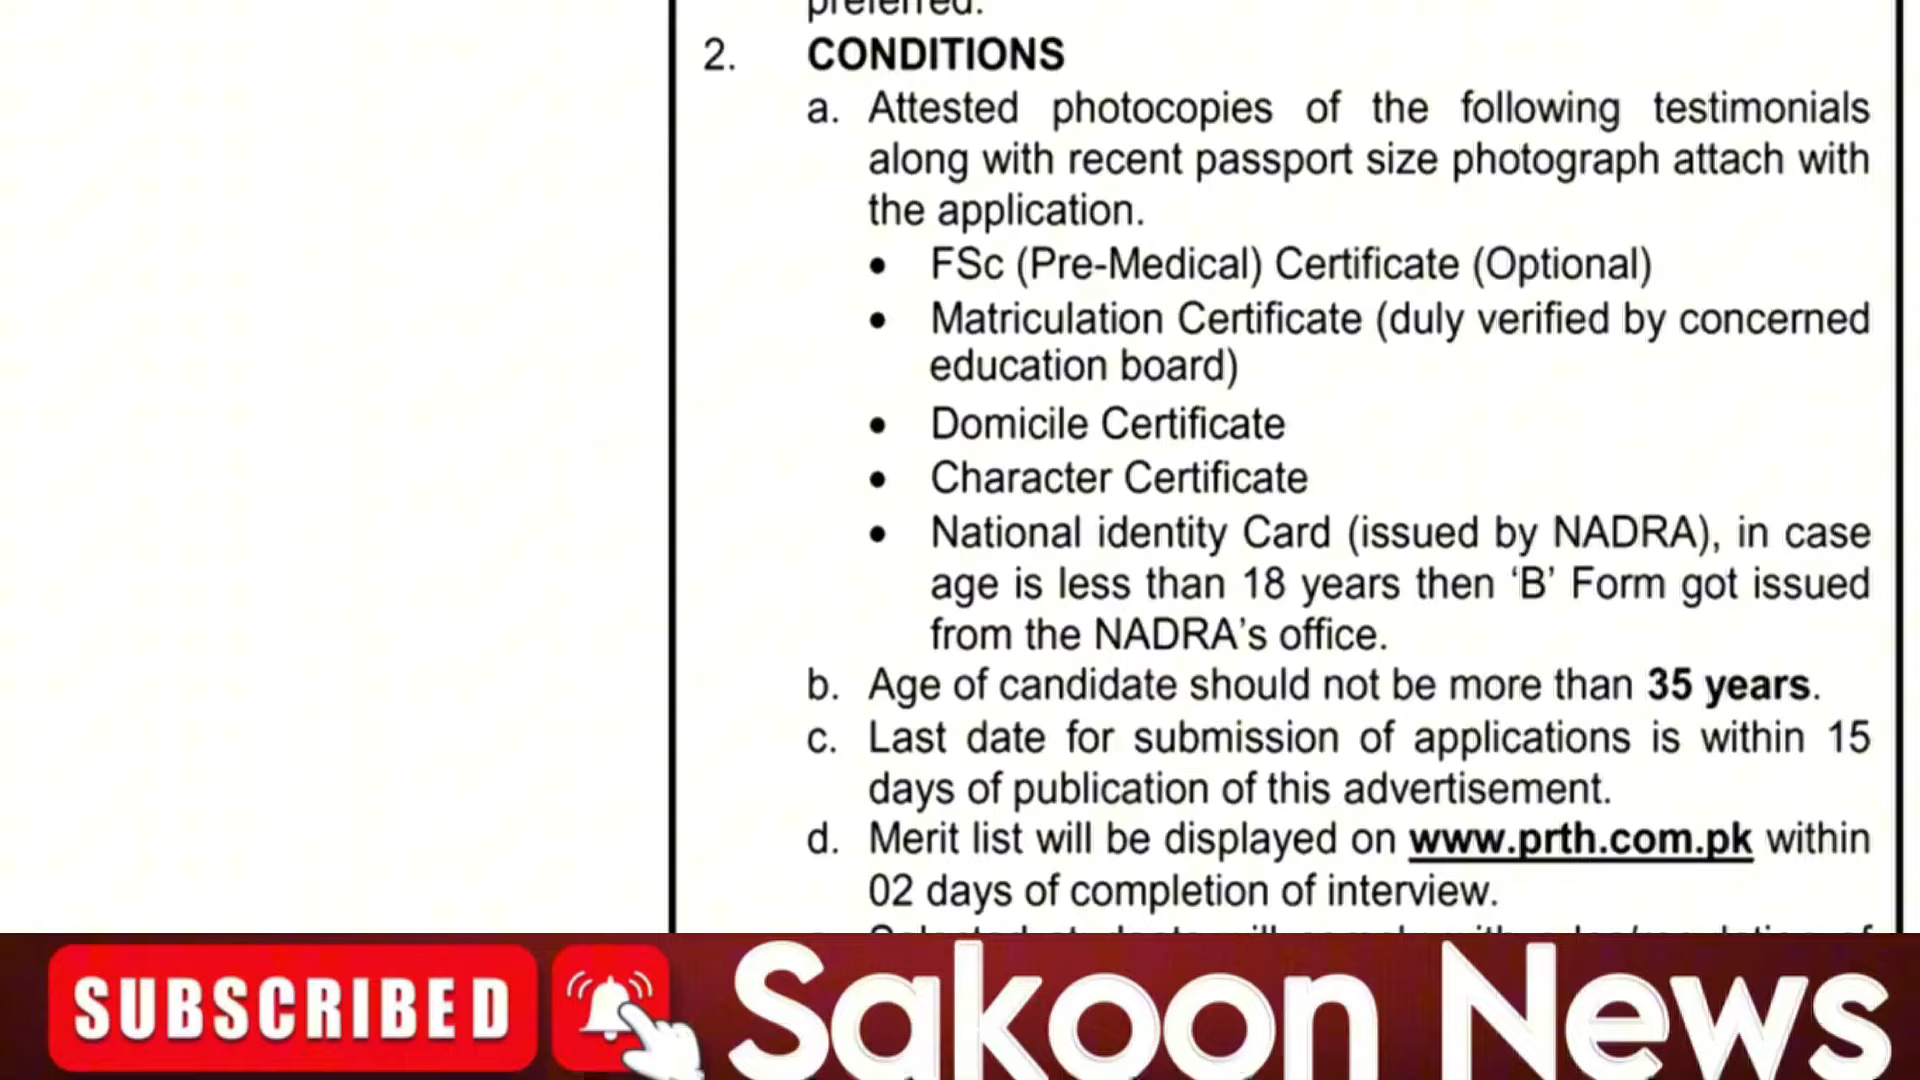 preferred.
2. CONDITIONS
a. Attested photocopies of the following testimonials
along with recent passport size photograph attach with
the application.
• FSc (Pre-Medical) Certificate (Optional)
• Matriculation Certificate (duly verified by concerned
education board)
• Domicile Certificate
• Character Certificate
• National identity Card (issued by NADRA), in case
age is less than 18 years then ‘B’ Form got issued
from the NADRA’s office.
b. Age of candidate should not be more than 35 years.
c. Last date for submission of applications is within 15
days of publication of this advertisement.
d. Merit list will be displayed on www.prth.com.pk within
02 days of completion of interview.
SUBSCRIBED
Sakoon News